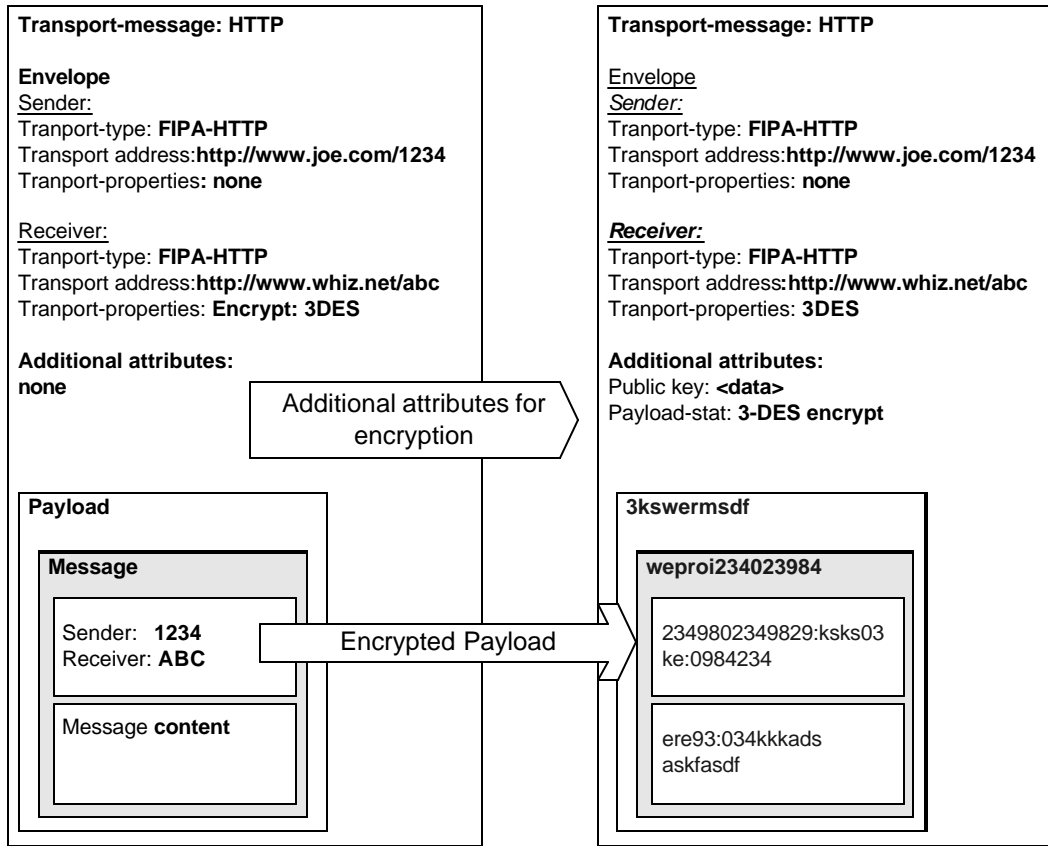 Transport-message: HTTP
Envelope
Sender:
Tranport-type: FIPA-HTTP
Transport address:http://www.joe.com/1234
Tranport-properties: none
Receiver:
Tranport-type: FIPA-HTTP
Transport address:http://www.whiz.net/abc
Tranport-properties: Encrypt: 3DES
Additional attributes:
none
Additional attributes for
encryption
Payload
Message
Sender: 1234
Receiver: ABC
Message content
Encrypted Payload
Transport-message: HTTP
Envelope
Sender:
Tranport-type: FIPA-HTTP
Transport address:http://www.joe.com/1234
Tranport-properties: none
Receiver:
Tranport-type: FIPA-HTTP
Transport address:http://www.whiz.net/abc
Tranport-properties: 3DES
Additional attributes:
Public key: <data>
Payload-stat: 3-DES encrypt
3kswermsdf
weproi234023984
2349802349829:ksks03
ke:0984234
ere93:034kkkads
askfasdf